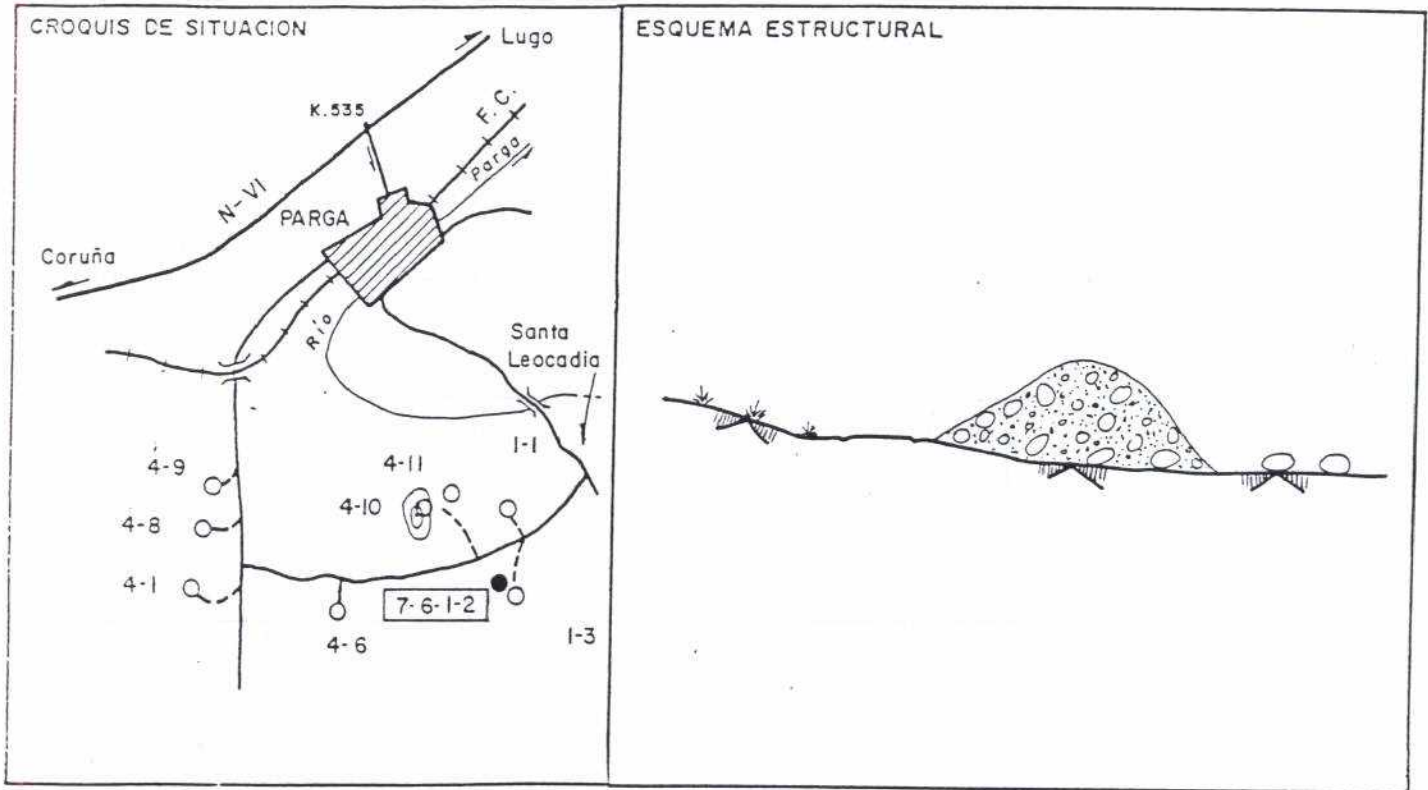 CROQUIS DE SITUACION
Lugo
K.535
F. C.
Parga
N-VI
PARGA
Coruña
Río
Santa
Leocadia
1-1
4-9
4-11
4-10
4-8
4-1
7-6-1-2
4-6
1-3
ESQUEMA ESTRUCTURAL